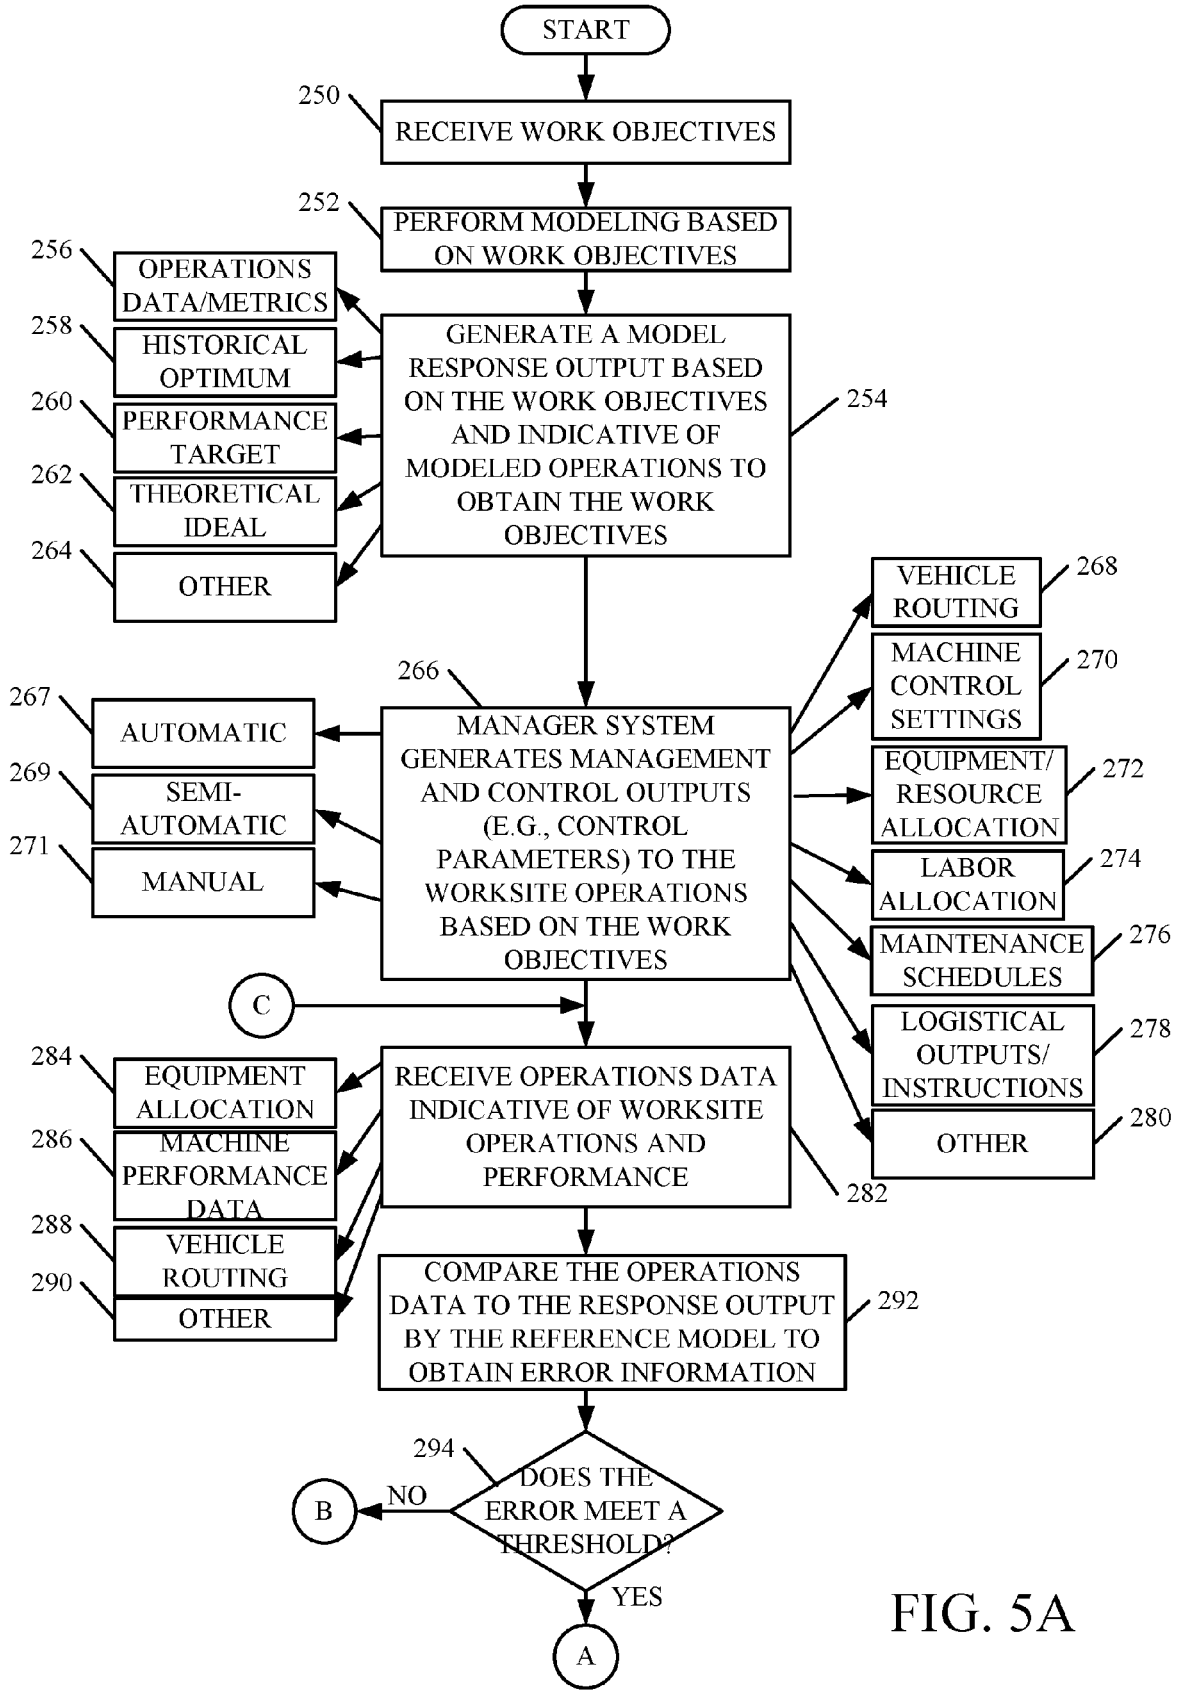 START
250
RECEIVE WORK OBJECTIVES
252
PERFORM MODELING BASED
ON WORK OBJECTIVES
256
OPERATIONS
DATA/METRICS
258
HISTORICAL
OPTIMUM
260
PERFORMANCE
TARGET
262
THEORETICAL
IDEAL
264
OTHER
GENERATE A MODEL
RESPONSE OUTPUT BASED
ON THE WORK OBJECTIVES
AND INDICATIVE OF
MODELED OPERATIONS TO
OBTAIN THE WORK
OBJECTIVES
254
266
MANAGER SYSTEM
GENERATES MANAGEMENT
AND CONTROL OUTPUTS
(E.G., CONTROL
PARAMETERS) TO THE
WORKSITE OPERATIONS
BASED ON THE WORK
OBJECTIVES
267
AUTOMATIC
269
SEMI-
AUTOMATIC
271
MANUAL
VEHICLE
ROUTING
268
MACHINE
CONTROL
SETTINGS
270
EQUIPMENT/
RESOURCE
ALLOCATION
272
LABOR
ALLOCATION
274
MAINTENANCE
SCHEDULES
276
LOGISTICAL
OUTPUTS/
INSTRUCTIONS
278
OTHER
280
C
RECEIVE OPERATIONS DATA
INDICATIVE OF WORKSITE
OPERATIONS AND
PERFORMANCE
282
284
EQUIPMENT
ALLOCATION
286
MACHINE
PERFORMANCE
DATA
288
VEHICLE
ROUTING
290
OTHER
COMPARE THE OPERATIONS
DATA TO THE RESPONSE OUTPUT
BY THE REFERENCE MODEL TO
OBTAIN ERROR INFORMATION
292
294
DOES THE
ERROR MEET A
THRESHOLD?
NO
B
YES
A
FIG. 5A